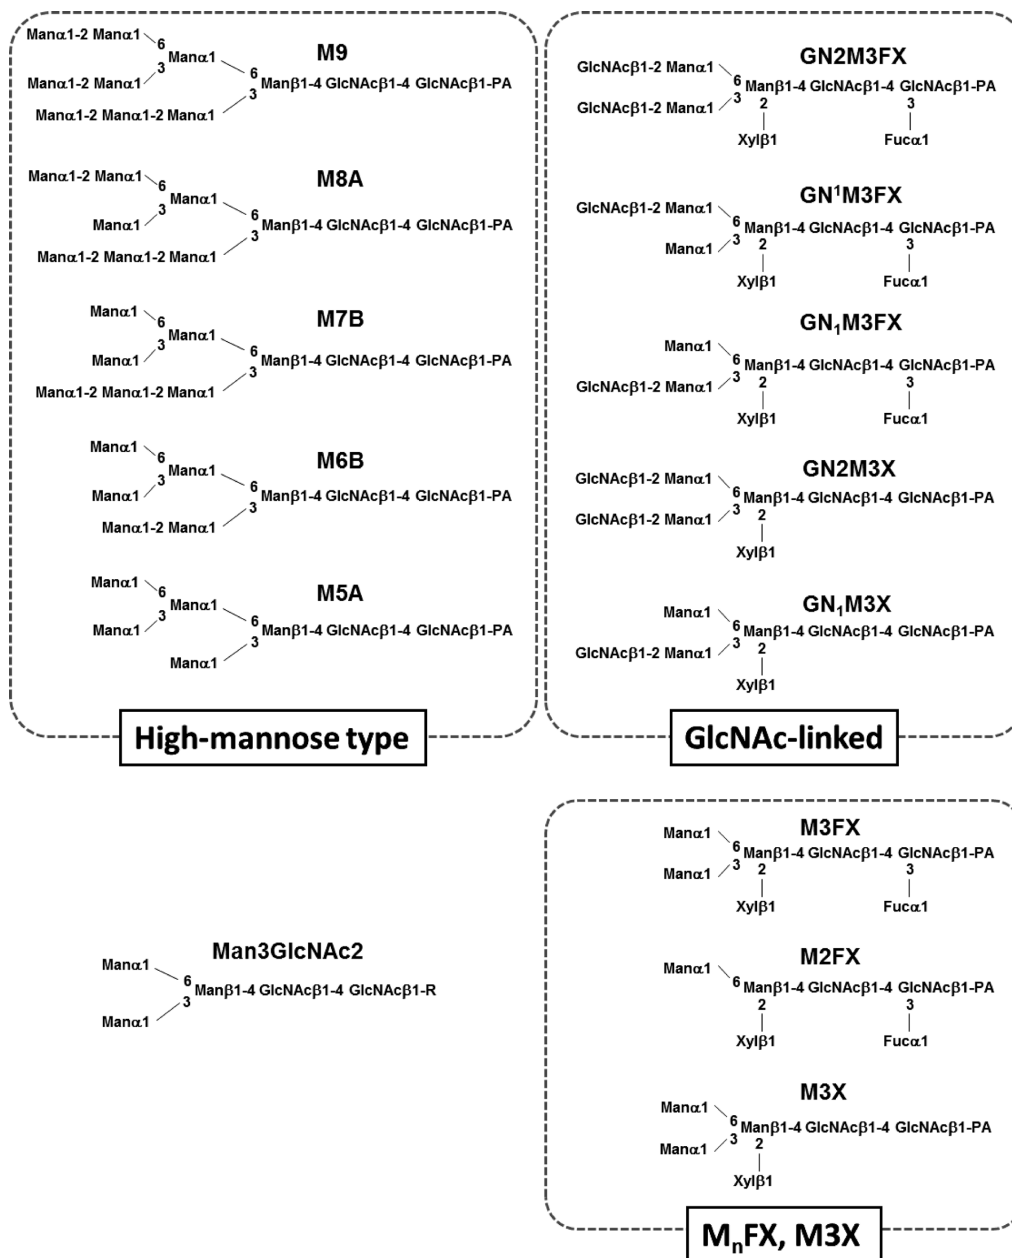 M9
Manα1-2 Manα1
6
Manα1
3
Manα1-2 Manα1
6
Manβ1-4 GlcNAcβ1-4 GlcNAcβ1-PA
3
Manα1-2 Manα1-2 Manα1
M8A
Manα1-2 Manα1
6
Manα1
3
Manα1
6
Manβ1-4 GlcNAcβ1-4 GlcNAcβ1-PA
3
Manα1-2 Manα1-2 Manα1
M7B
Manα1
6
Manα1
3
Manα1
6
Manβ1-4 GlcNAcβ1-4 GlcNAcβ1-PA
3
Manα1-2 Manα1-2 Manα1
M6B
Manα1
6
Manα1
3
Manα1
6
Manβ1-4 GlcNAcβ1-4 GlcNAcβ1-PA
3
Manα1-2 Manα1
M5A
Manα1
6
Manα1
3
Manα1
6
Manβ1-4 GlcNAcβ1-4 GlcNAcβ1-PA
3
Manα1
High-mannose type
GN2M3FX
GlcNAcβ1-2 Manα1
6
Manβ1-4 GlcNAcβ1-4 GlcNAcβ1-PA
3
GlcNAcβ1-2 Manα1
2
3
Xylβ1
Fucα1
GN¹M3FX
GlcNAcβ1-2 Manα1
6
Manβ1-4 GlcNAcβ1-4 GlcNAcβ1-PA
3
Manα1
2
3
Xylβ1
Fucα1
GN₁M3FX
Manα1
6
Manβ1-4 GlcNAcβ1-4 GlcNAcβ1-PA
3
GlcNAcβ1-2 Manα1
2
3
Xylβ1
Fucα1
GN2M3X
GlcNAcβ1-2 Manα1
6
Manβ1-4 GlcNAcβ1-4 GlcNAcβ1-PA
3
GlcNAcβ1-2 Manα1
2
Xylβ1
GN₁M3X
Manα1
6
Manβ1-4 GlcNAcβ1-4 GlcNAcβ1-PA
3
GlcNAcβ1-2 Manα1
2
Xylβ1
GlcNAc-linked
Man3GlcNAc2
Manα1
6
Manβ1-4 GlcNAcβ1-4 GlcNAcβ1-R
3
Manα1
M3FX
Manα1
6
Manβ1-4 GlcNAcβ1-4 GlcNAcβ1-PA
3
Manα1
2
3
Xylβ1
Fucα1
M2FX
Manα1
6
Manβ1-4 GlcNAcβ1-4 GlcNAcβ1-PA
2
3
Xylβ1
Fucα1
M3X
Manα1
6
Manβ1-4 GlcNAcβ1-4 GlcNAcβ1-PA
3
Manα1
2
Xylβ1
MₙFX, M3X